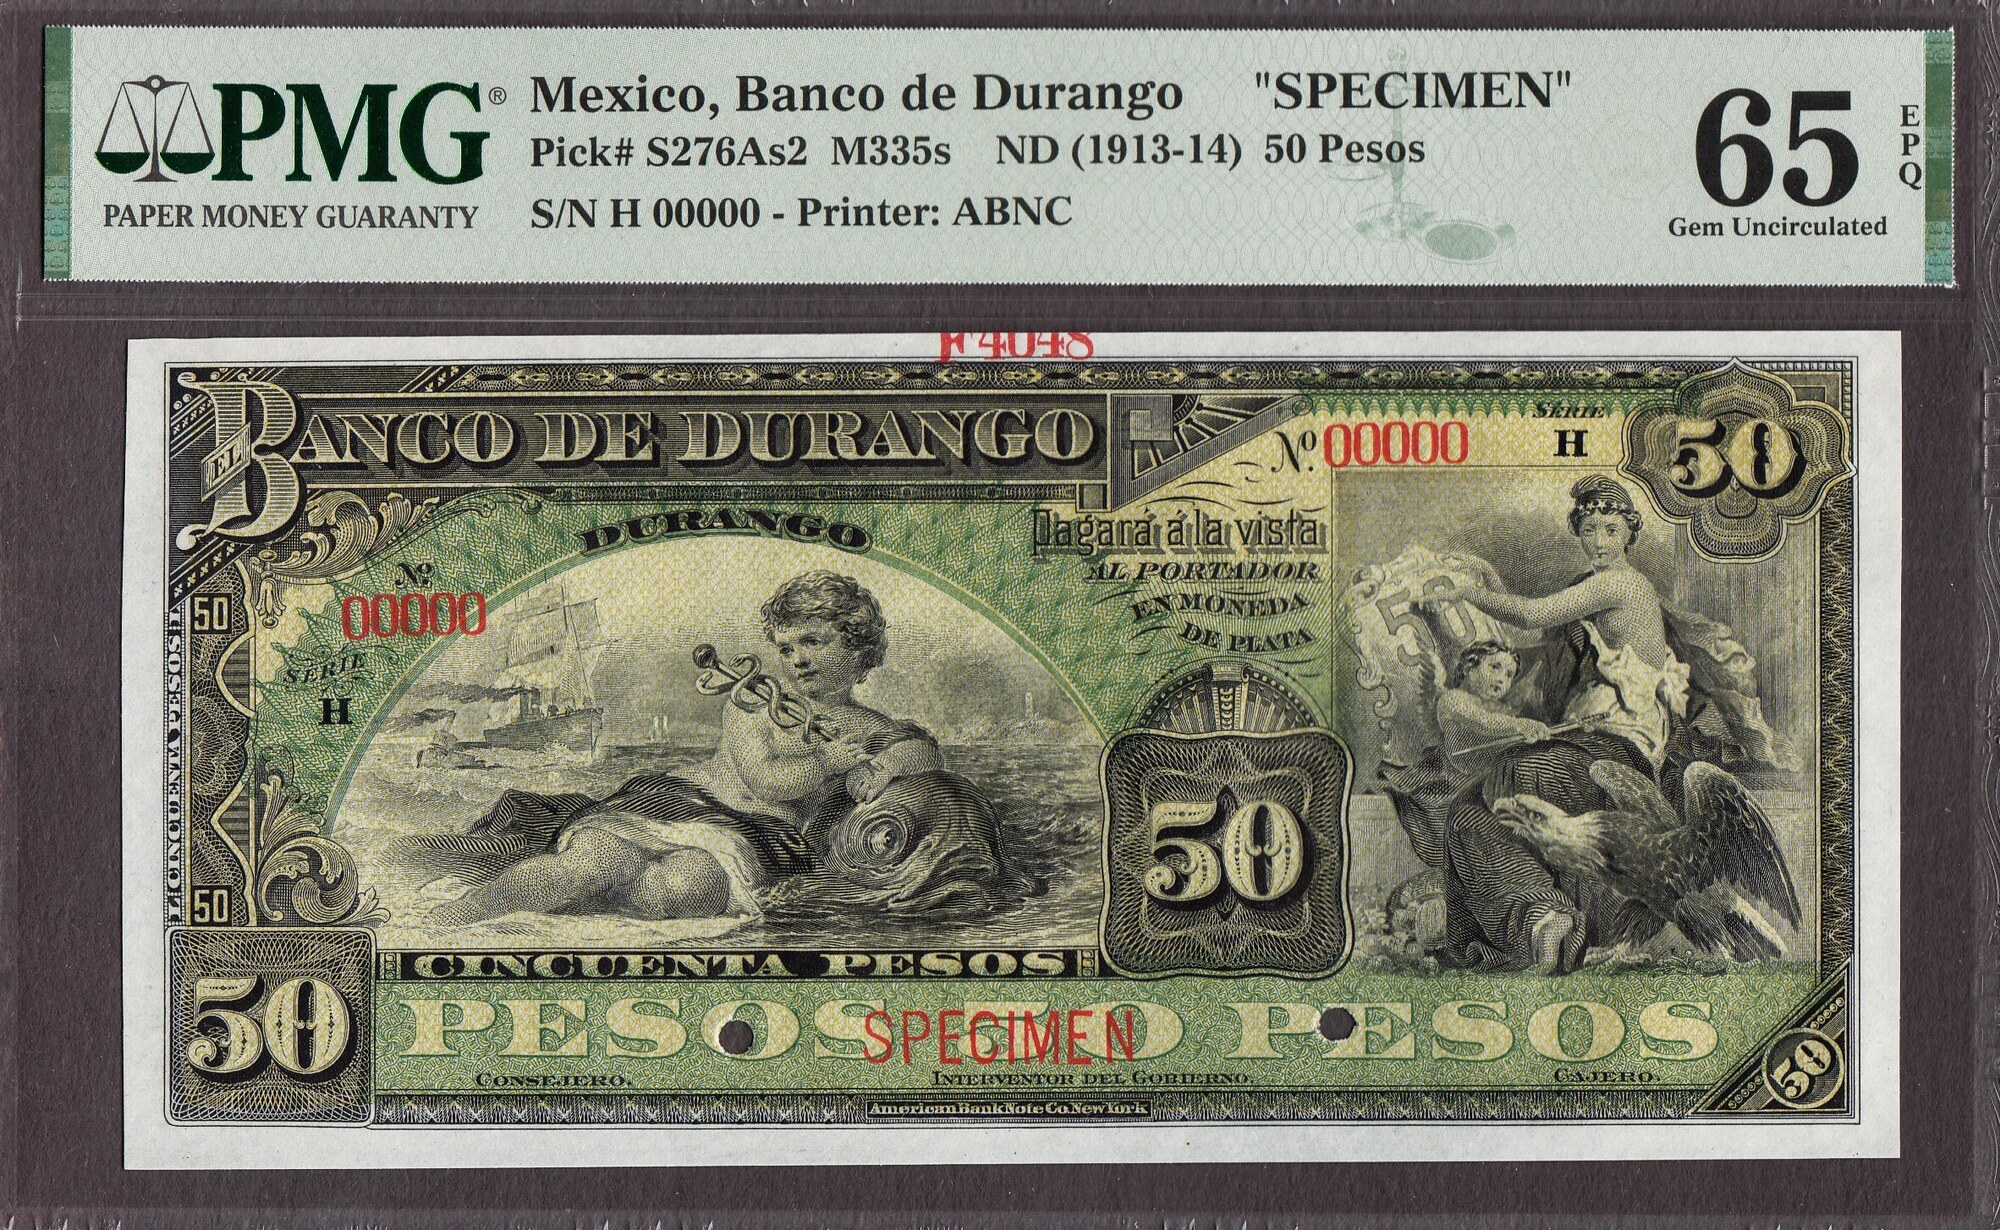 PMG®
PAPER MONEY GUARANTY
Mexico, Banco de Durango "SPECIMEN"
Pick# S276As2 M335s ND (1913-14) 50 Pesos
S/N H 00000 - Printer: ABNC
65
EPQ
Gem Uncirculated
F4048
EL BANCO DE DURANGO
Nº 00000
SERIE
H
50
DURANGO
Pagará á la vista
AL PORTADOR
EN MONEDA
DE PLATA
Nº
00000
SERIE
H
50
50
50
50
CINCUENTA PESOS
50
PESOS 50 PESOS
SPECIMEN
50
CONSEJERO.
INTERVENTOR DEL GOBIERNO.
CAJERO.
American Bank Note Co. New York